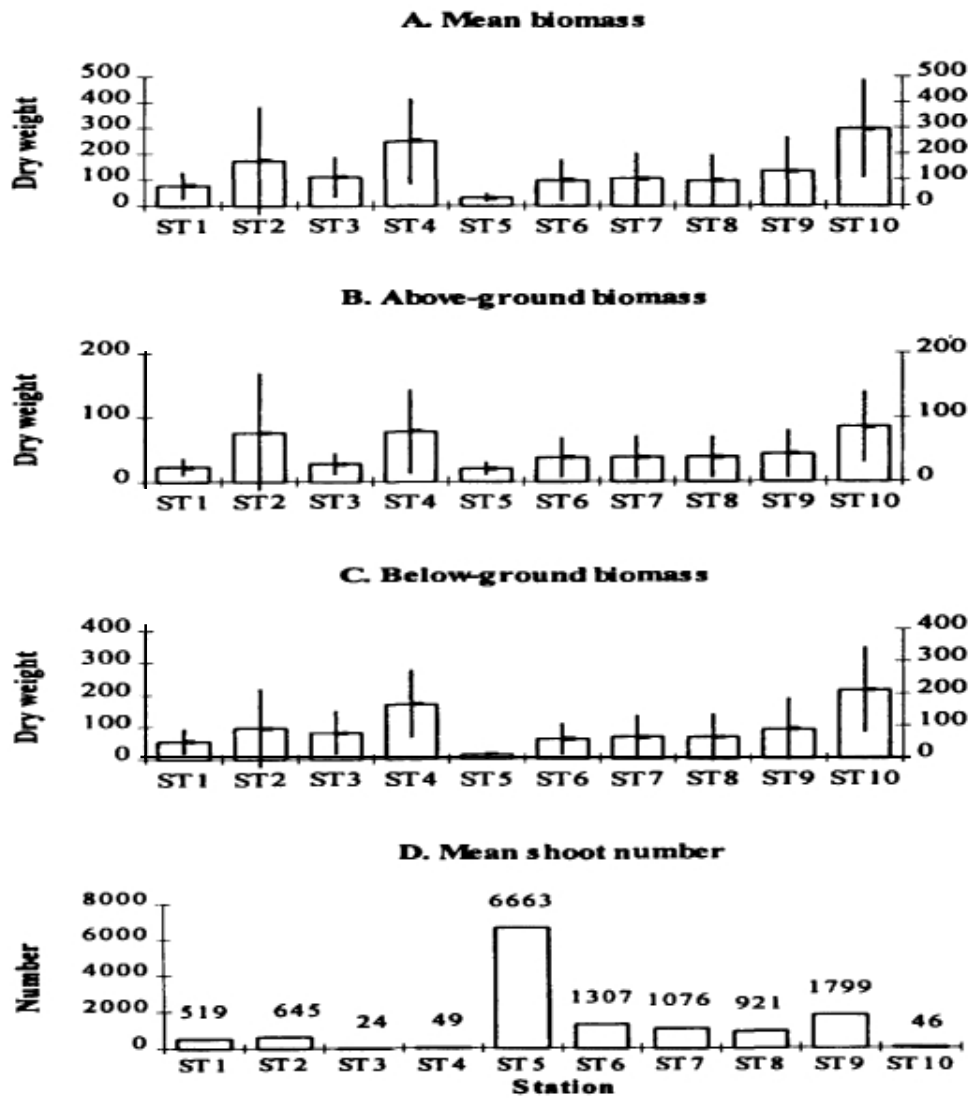 A. Mean biomass
Dry weight
500 500
400 400
300 300
200 200
100 100
0 0
ST1 ST2 ST3 ST4 ST5 ST6 ST7 ST8 ST9 ST10
B. Above-ground biomass
Dry weight
200 200
100 100
0 0
ST1 ST2 ST3 ST4 ST5 ST6 ST7 ST8 ST9 ST10
C. Below-ground biomass
Dry weight
400 400
300 300
200 200
100 100
0 0
ST1 ST2 ST3 ST4 ST5 ST6 ST7 ST8 ST9 ST10
D. Mean shoot number
Number
8000
6000
4000
2000
0
519 645 24 49 6663 1307 1076 921 1799 46
ST1 ST2 ST3 ST4 ST5 ST6 ST7 ST8 ST9 ST10
Station